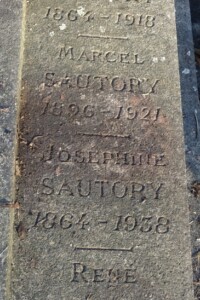 1864-1918
MARCEL
SAUTORY
1896-1921
JOSEPHINE
SAUTORY
1864-1938
RENÉ